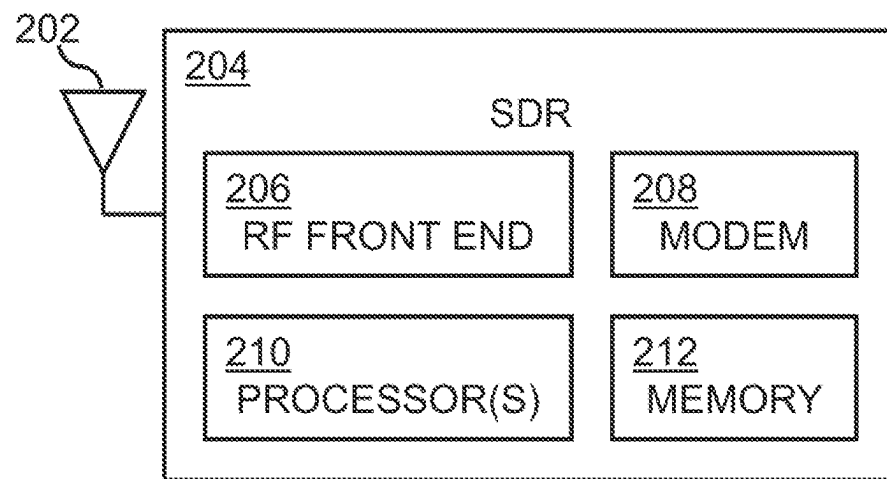 202
204
SDR
206
RF FRONT END
208
MODEM
210
PROCESSOR(S)
212
MEMORY